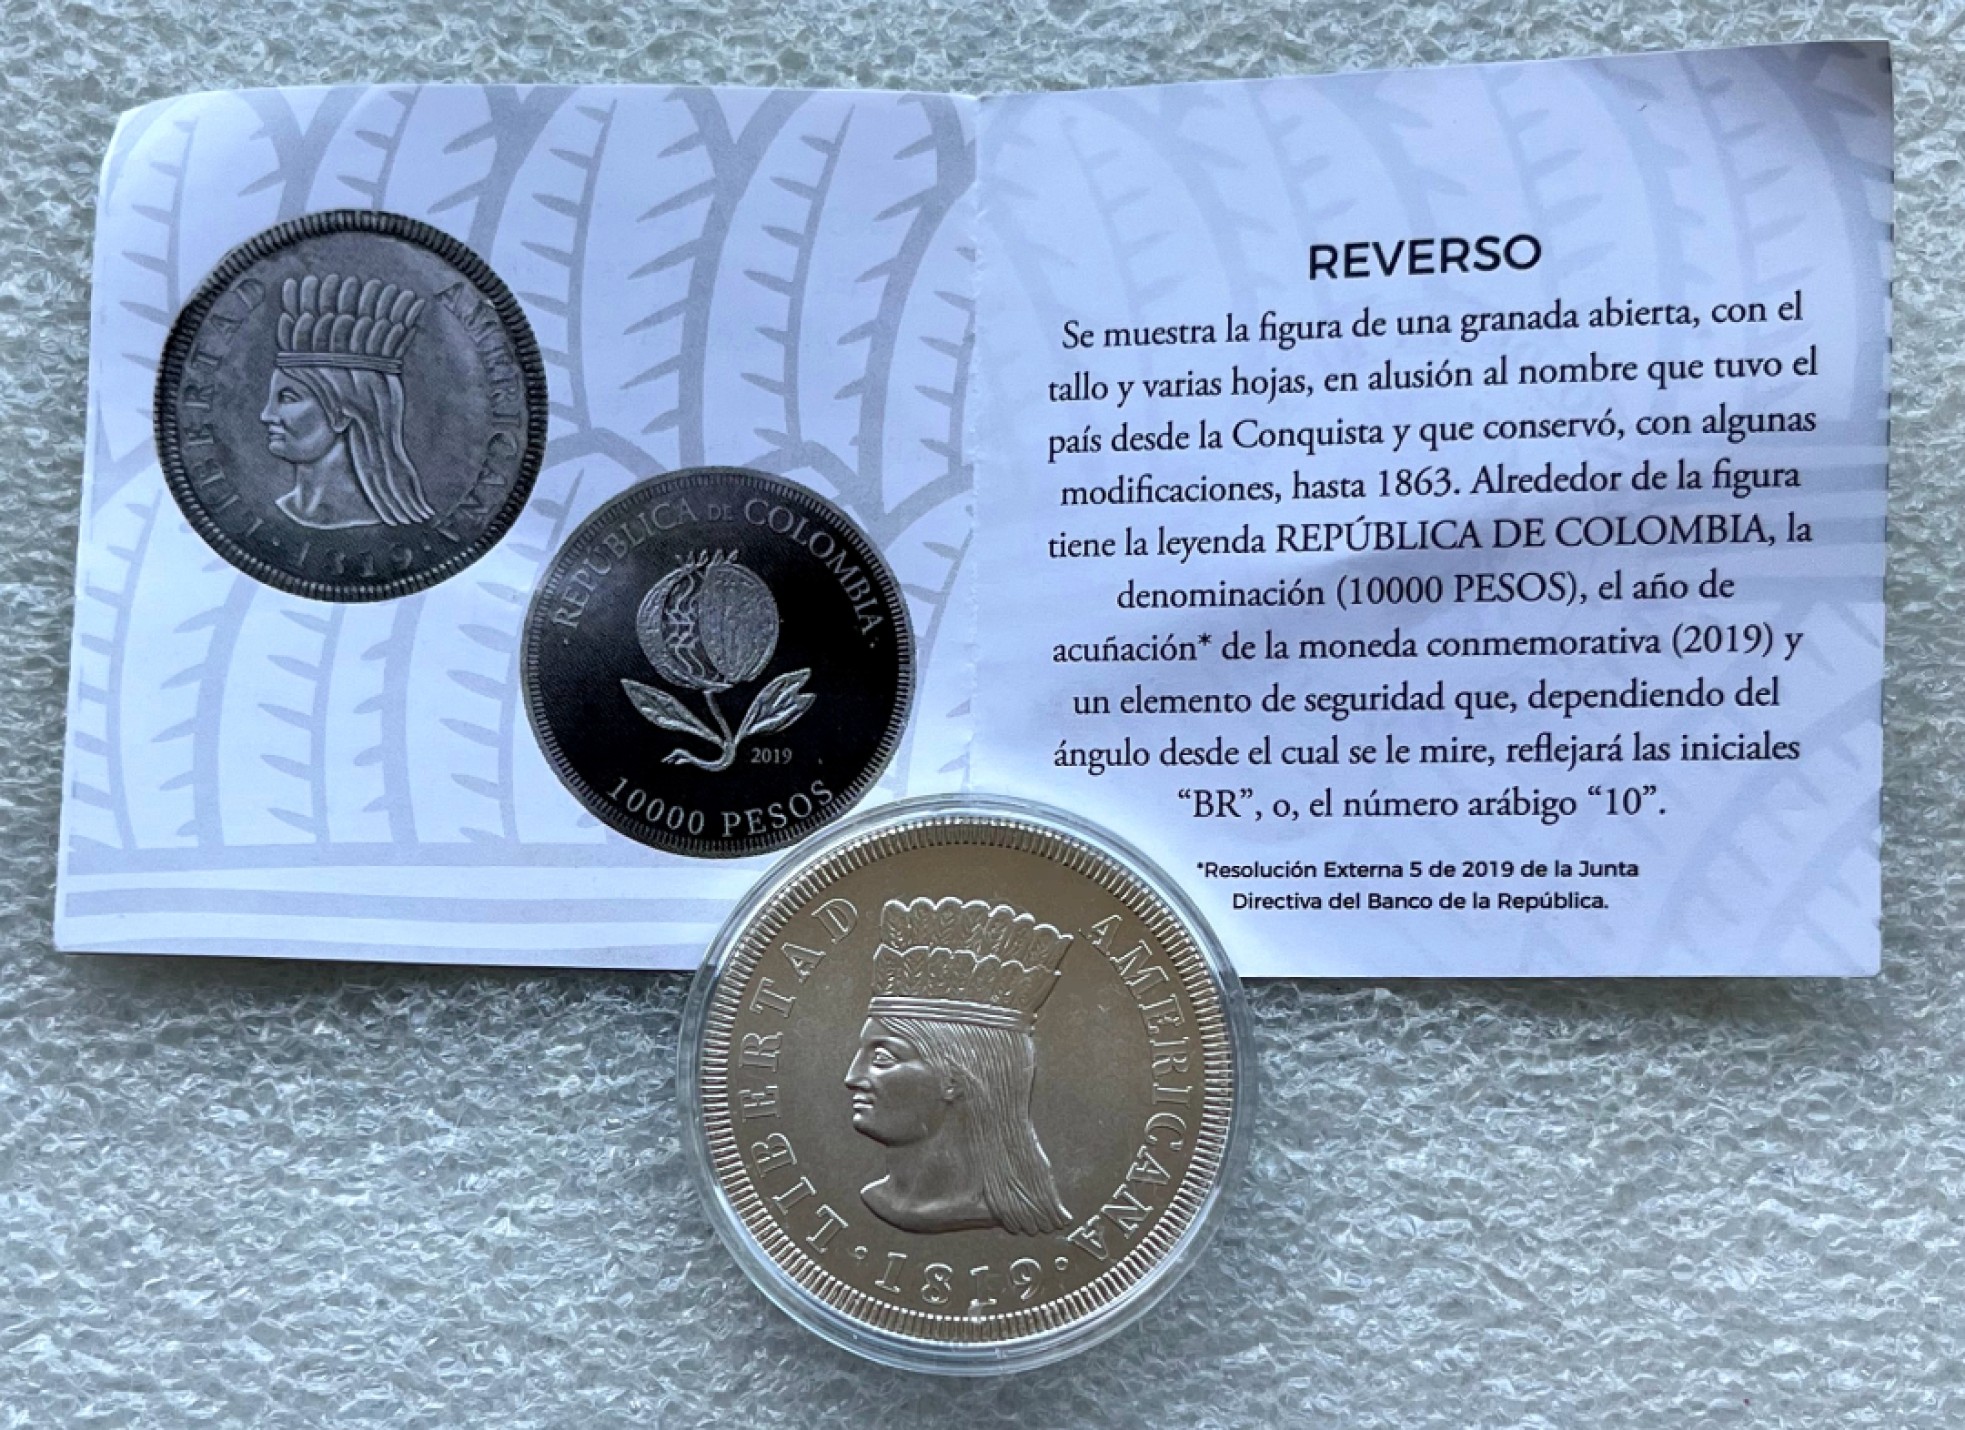 LIBERTAD AMERICANA
·1819·
·REPÚBLICA DE COLOMBIA·
2019
10000 PESOS
REVERSO
Se muestra la figura de una granada abierta, con el
tallo y varias hojas, en alusión al nombre que tuvo el
país desde la Conquista y que conservó, con algunas
modificaciones, hasta 1863. Alrededor de la figura
tiene la leyenda REPÚBLICA DE COLOMBIA, la
denominación (10000 PESOS), el año de
acuñación* de la moneda conmemorativa (2019) y
un elemento de seguridad que, dependiendo del
ángulo desde el cual se le mire, reflejará las iniciales
“BR”, o, el número arábigo “10”.
*Resolución Externa 5 de 2019 de la Junta
Directiva del Banco de la República.
LIBERTAD AMERICANA
·1819·